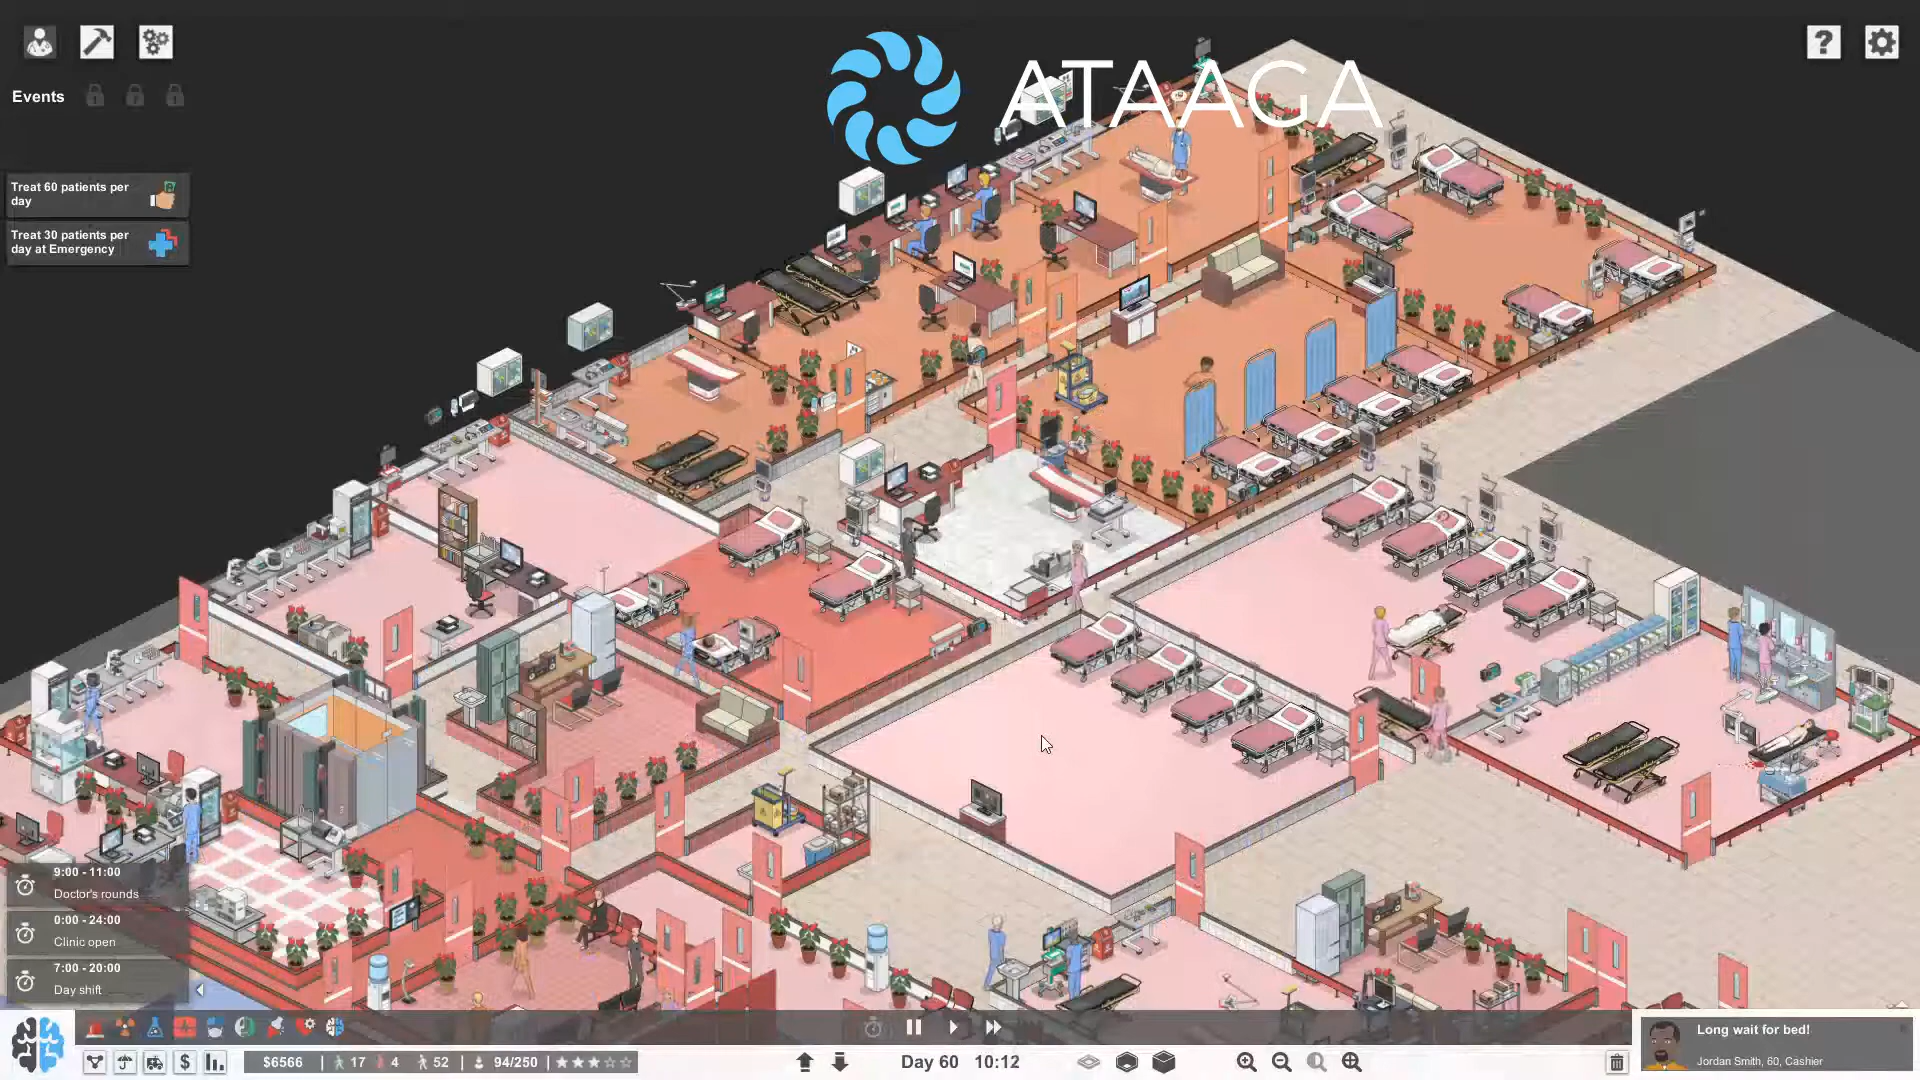 ATAAGA
Events
Treat 60 patients per
day
Treat 30 patients per
day at Emergency
9:00 - 11:00
Doctor's rounds
0:00 - 24:00
Clinic open
7:00 - 20:00
Day shift
$6566
17
4
52
94/250
Day 60 10:12
Long wait for bed!
Jordan Smith, 60, Cashier